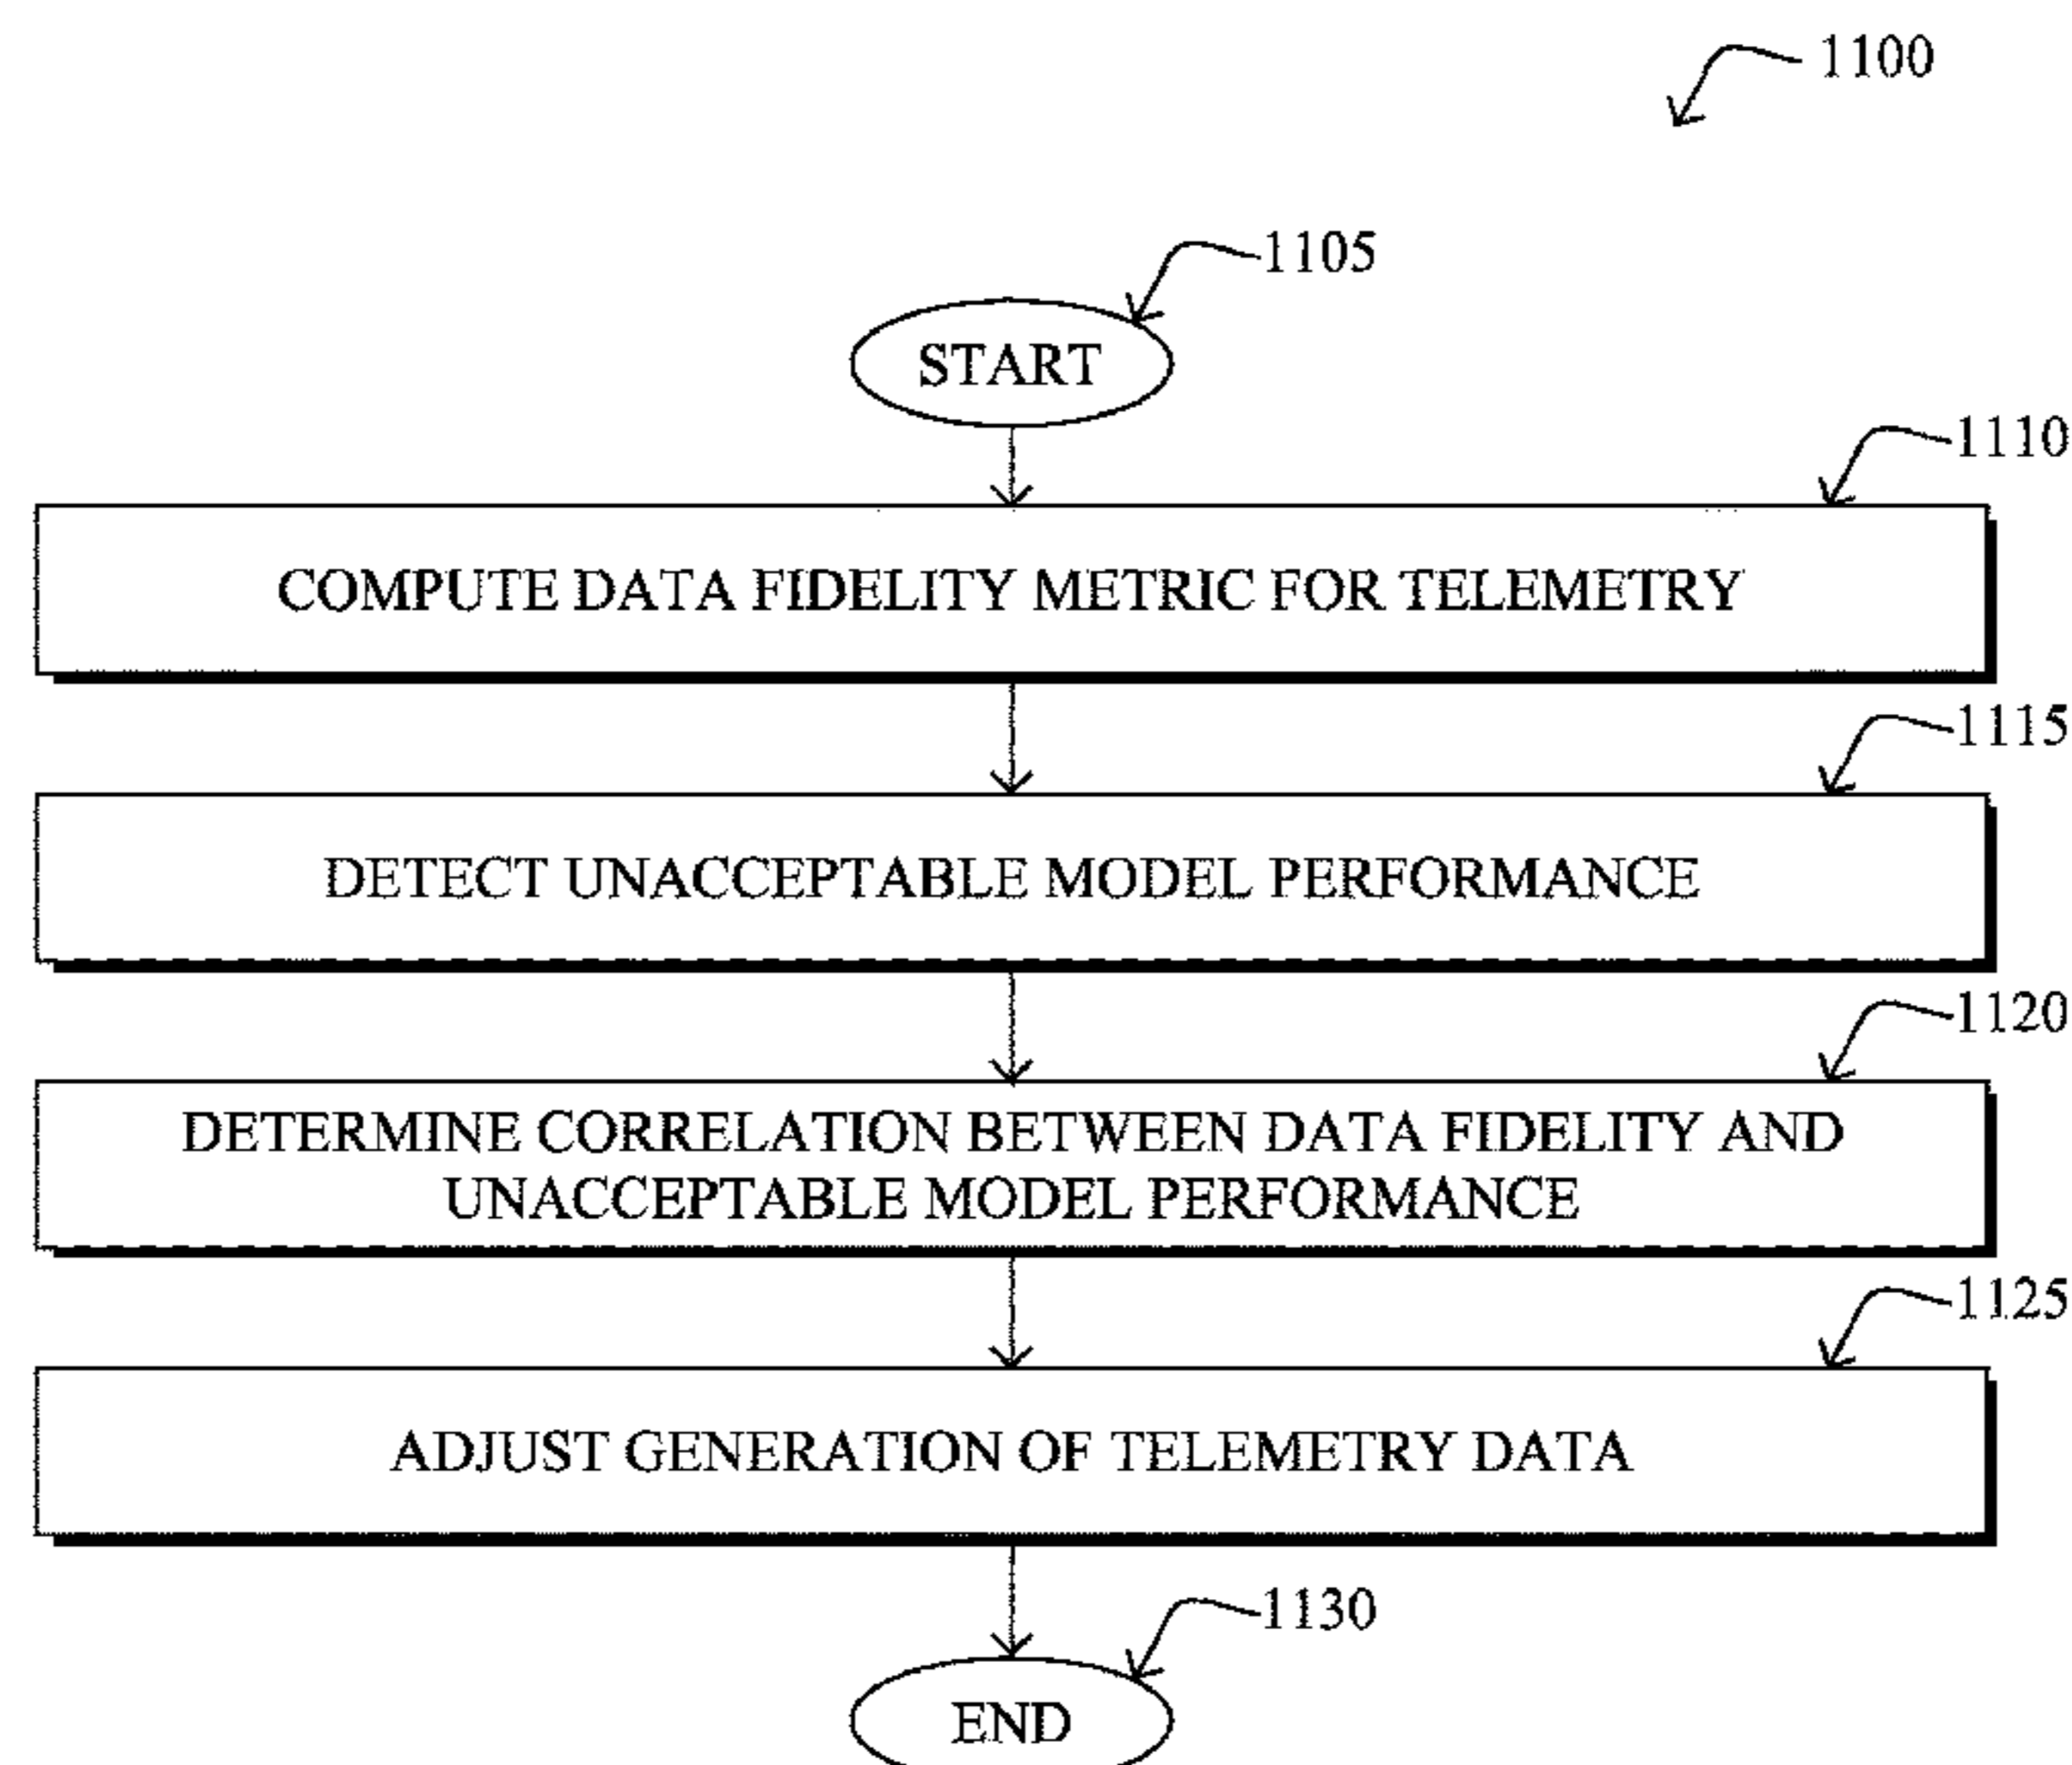 1100
1105
START
1110
COMPUTE DATA FIDELITY METRIC FOR TELEMETRY
1115
DETECT UNACCEPTABLE MODEL PERFORMANCE
1120
DETERMINE CORRELATION BETWEEN DATA FIDELITY AND
UNACCEPTABLE MODEL PERFORMANCE
1125
ADJUST GENERATION OF TELEMETRY DATA
1130
END